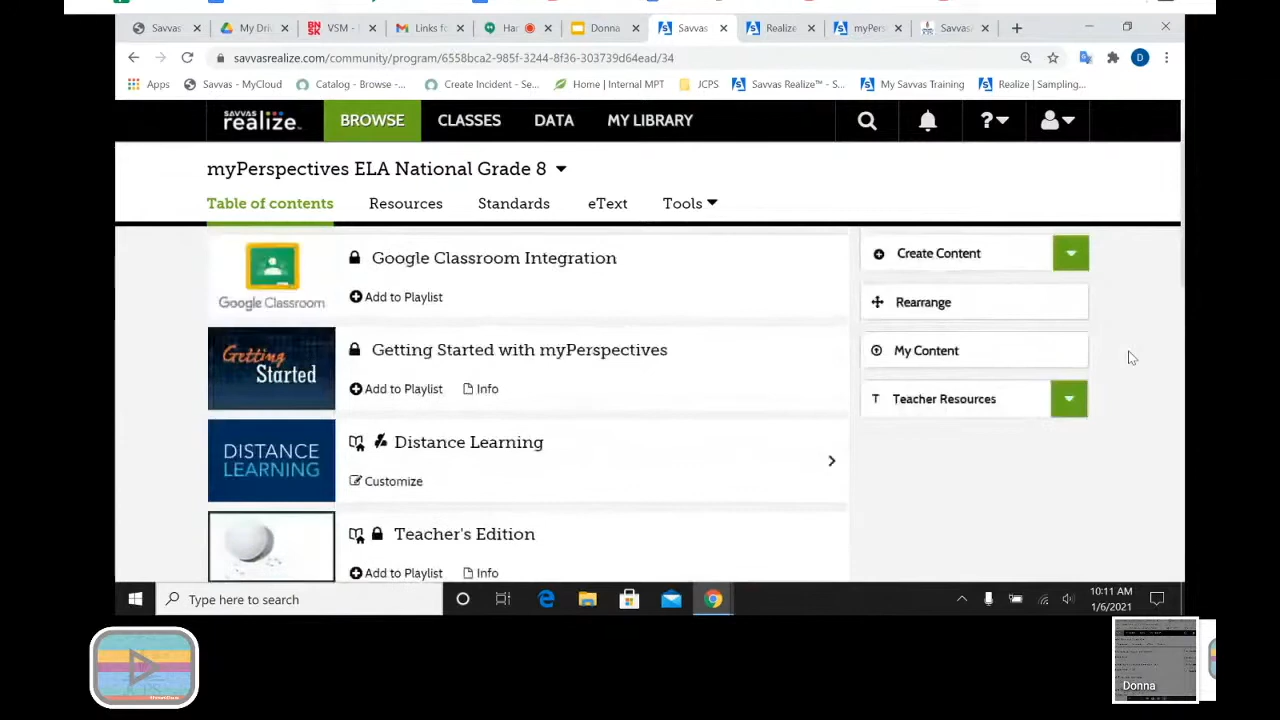 Savvas
My Driv
BN
SK
VSM -
Links fo
Ha
Donna
Savvas
Realize
myPers
Savvas
savvasrealize.com/community/program/6558bca2-985f-3244-8f36-303739d64ead/34
D
Apps
Savvas - MyCloud
Catalog - Browse -...
Create Incident - Se...
Home | Internal MPT
JCPS
Savvas Realize™ - S...
My Savvas Training
Realize | Sampling...
SAVVAS
realize™
BROWSE
CLASSES
DATA
MY LIBRARY
?
myPerspectives ELA National Grade 8
Table of contents
Resources
Standards
eText
Tools
Google Classroom
Google Classroom Integration
Add to Playlist
Getting
Started
Getting Started with myPerspectives
Add to Playlist
Info
DISTANCE
LEARNING
Distance Learning
Customize
Teacher's Edition
Add to Playlist
Info
Create Content
Rearrange
My Content
T Teacher Resources
Type here to search
10:11 AM
1/6/2021
Donna